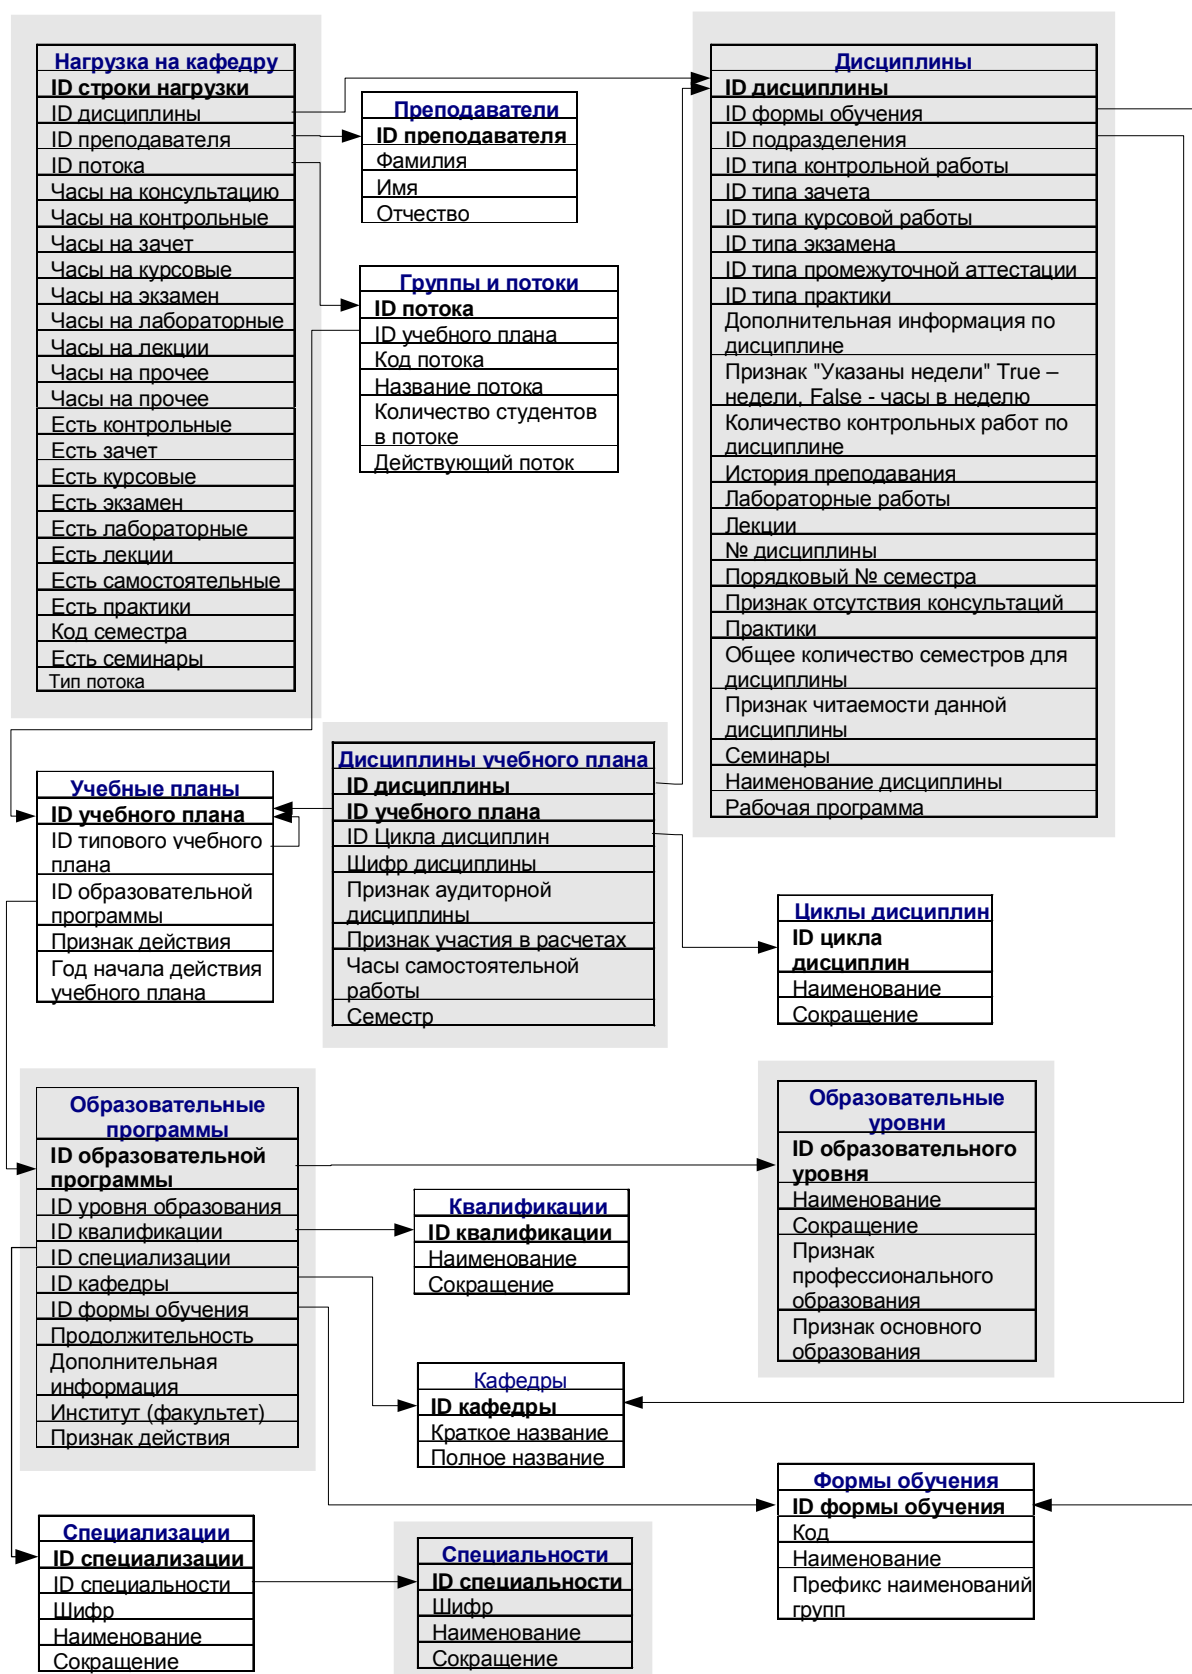 Нагрузка на кафедру
ID строки нагрузки
ID дисциплины
ID преподавателя
ID потока
Часы на консультацию
Часы на контрольные
Часы на зачет
Часы на курсовые
Часы на экзамен
Часы на лабораторные
Часы на лекции
Часы на прочее
Часы на прочее
Есть контрольные
Есть зачет
Есть курсовые
Есть экзамен
Есть лабораторные
Есть лекции
Есть самостоятельные
Есть практики
Код семестра
Есть семинары
Тип потока
Преподаватели
ID преподавателя
Фамилия
Имя
Отчество
Группы и потоки
ID потока
ID учебного плана
Код потока
Название потока
Количество студентов
в потоке
Действующий поток
Дисциплины
ID дисциплины
ID формы обучения
ID подразделения
ID типа контрольной работы
ID типа зачета
ID типа курсовой работы
ID типа экзамена
ID типа промежуточной аттестации
ID типа практики
Дополнительная информация по
дисциплине
Признак "Указаны недели" True –
недели, False - часы в неделю
Количество контрольных работ по
дисциплине
История преподавания
Лабораторные работы
Лекции
№ дисциплины
Порядковый № семестра
Признак отсутствия консультаций
Практики
Общее количество семестров для
дисциплины
Признак читаемости данной
дисциплины
Семинары
Наименование дисциплины
Рабочая программа
Учебные планы
ID учебного плана
ID типового учебного
плана
ID образовательной
программы
Признак действия
Год начала действия
учебного плана
Дисциплины учебного плана
ID дисциплины
ID учебного плана
ID Цикла дисциплин
Шифр дисциплины
Признак аудиторной
дисциплины
Признак участия в расчетах
Часы самостоятельной
работы
Семестр
Циклы дисциплин
ID цикла
дисциплин
Наименование
Сокращение
Образовательные
программы
ID образовательной
программы
ID уровня образования
ID квалификации
ID специализации
ID кафедры
ID формы обучения
Продолжительность
Дополнительная
информация
Институт (факультет)
Признак действия
Квалификации
ID квалификации
Наименование
Сокращение
Образовательные
уровни
ID образовательного
уровня
Наименование
Сокращение
Признак
профессионального
образования
Признак основного
образования
Кафедры
ID кафедры
Краткое название
Полное название
Формы обучения
ID формы обучения
Код
Наименование
Префикс наименований
групп
Специализации
ID специализации
ID специальности
Шифр
Наименование
Сокращение
Специальности
ID специальности
Шифр
Наименование
Сокращение